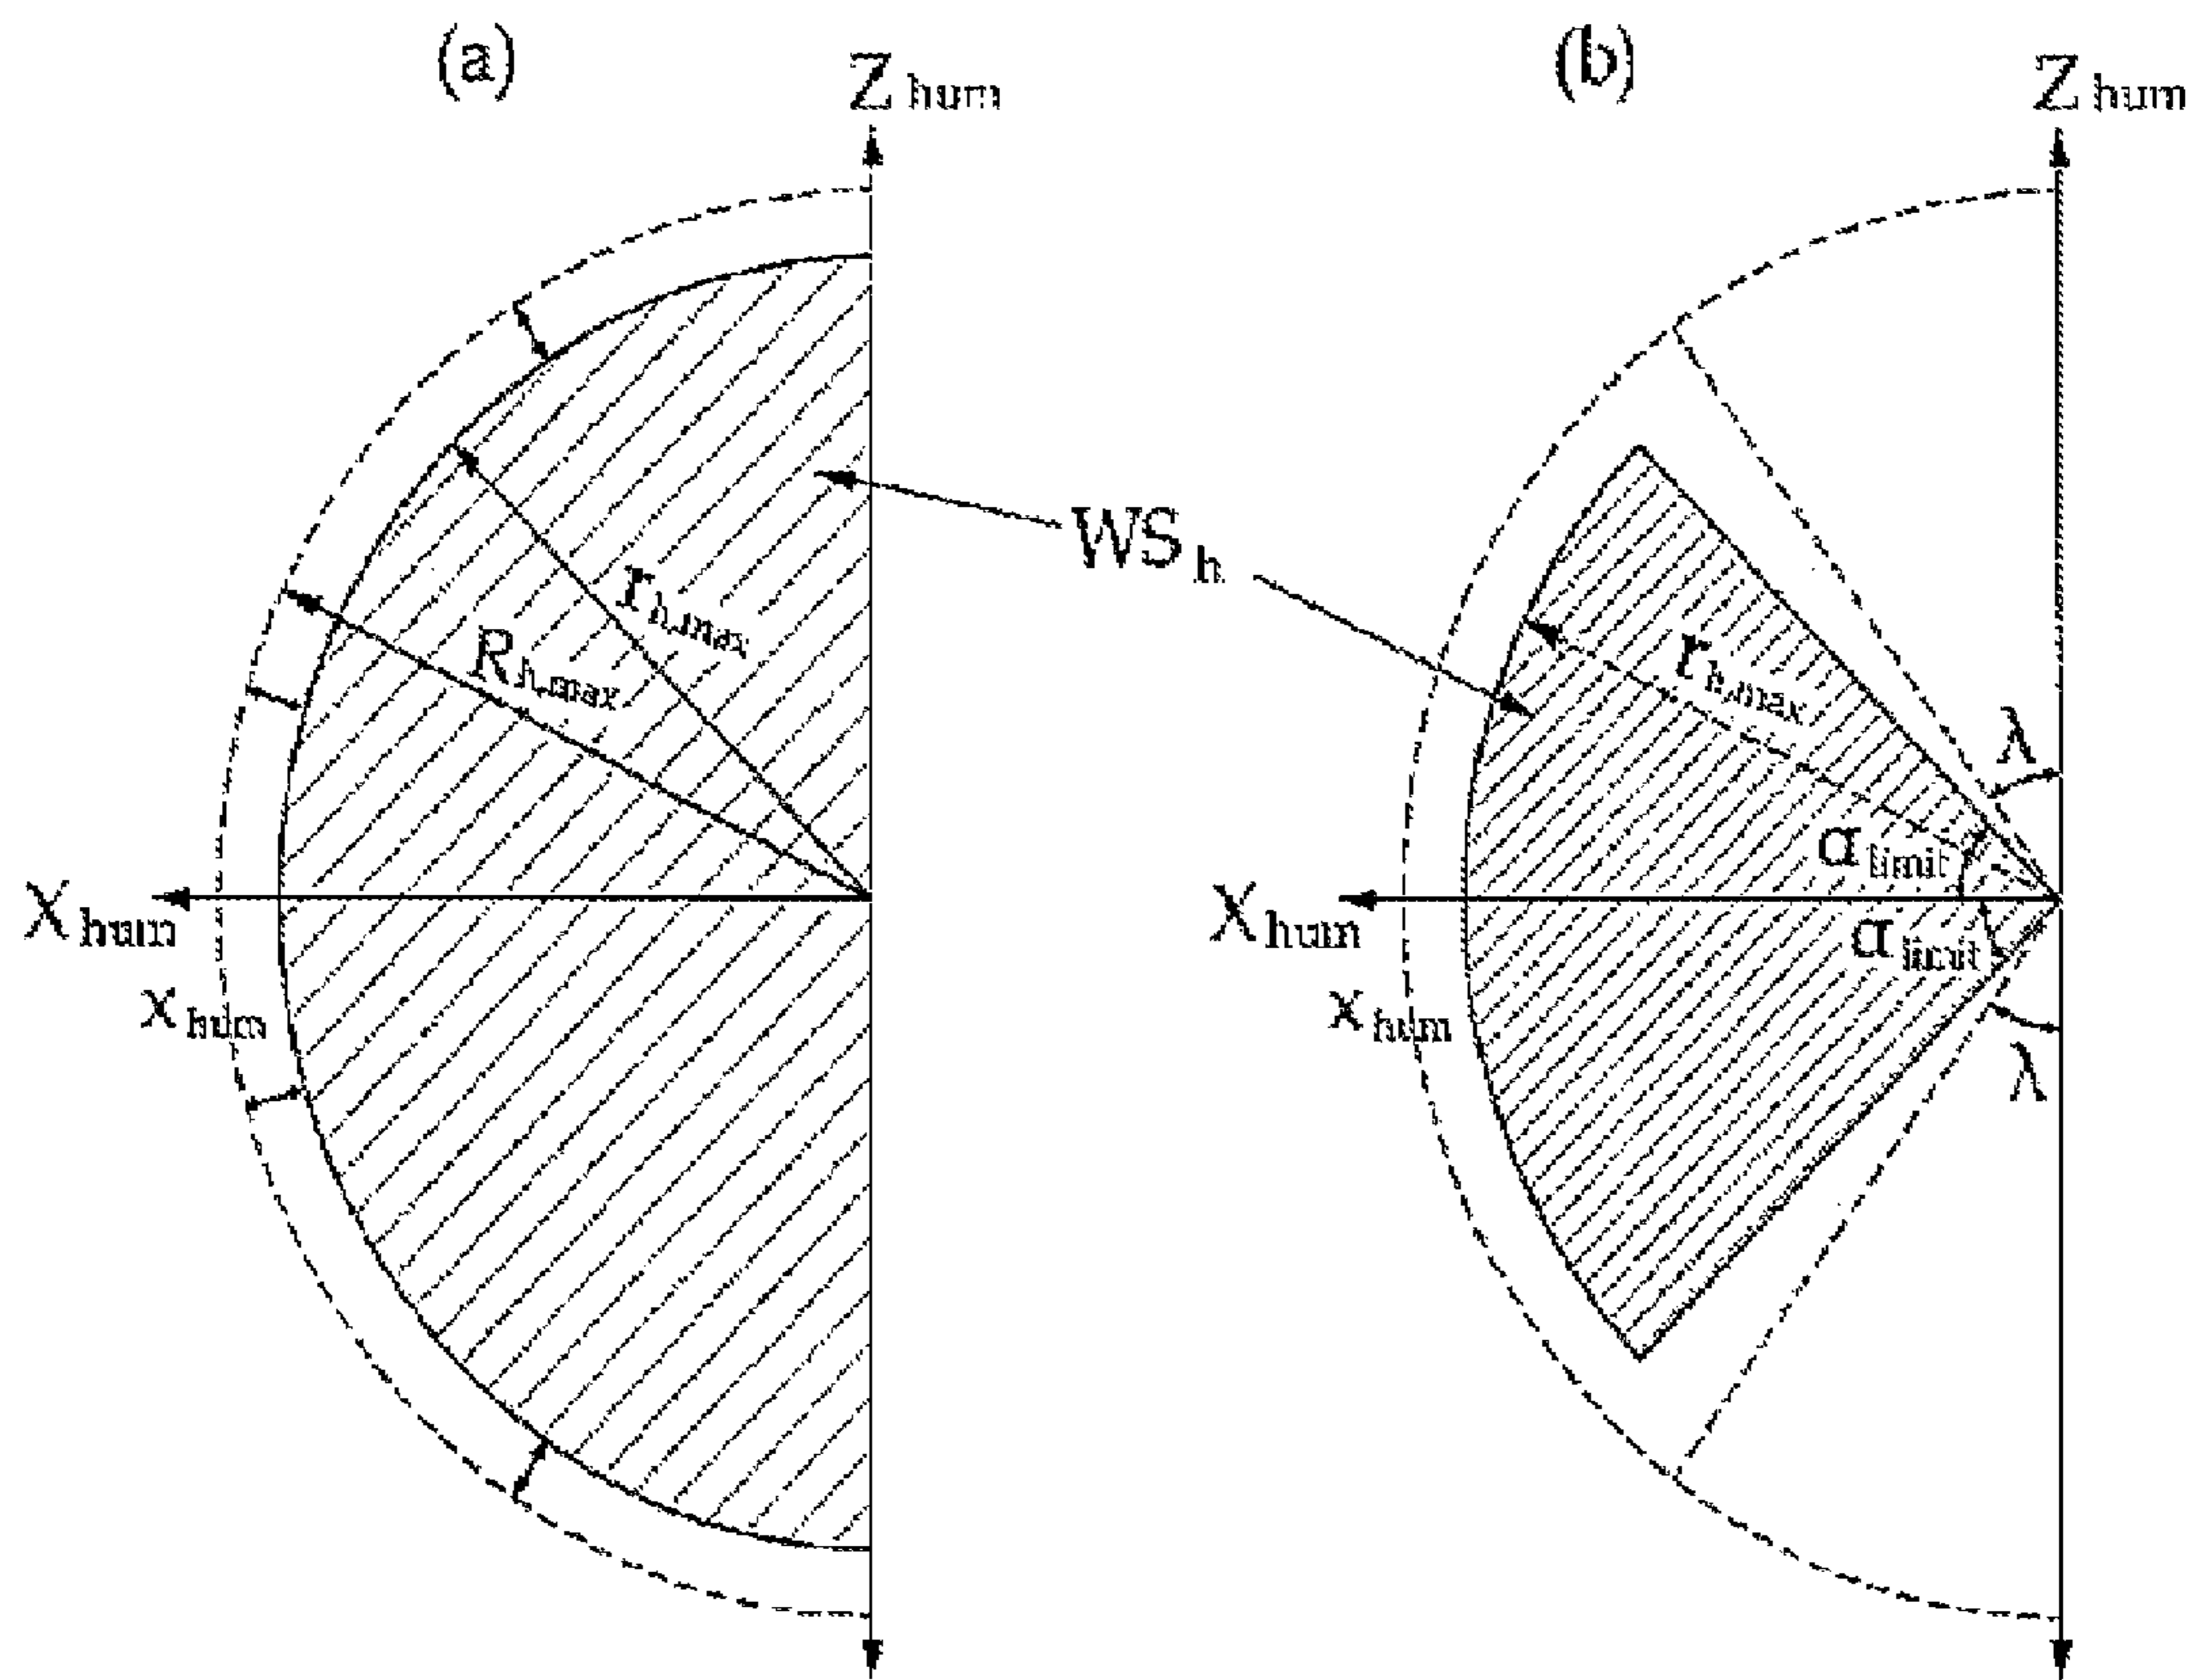 (a)
Z hum
r h,max
R h,max
X hum
x hum
WS h
(b)
Z hum
r h,max
λ
α limit
X hum
α limit
x hum
λ